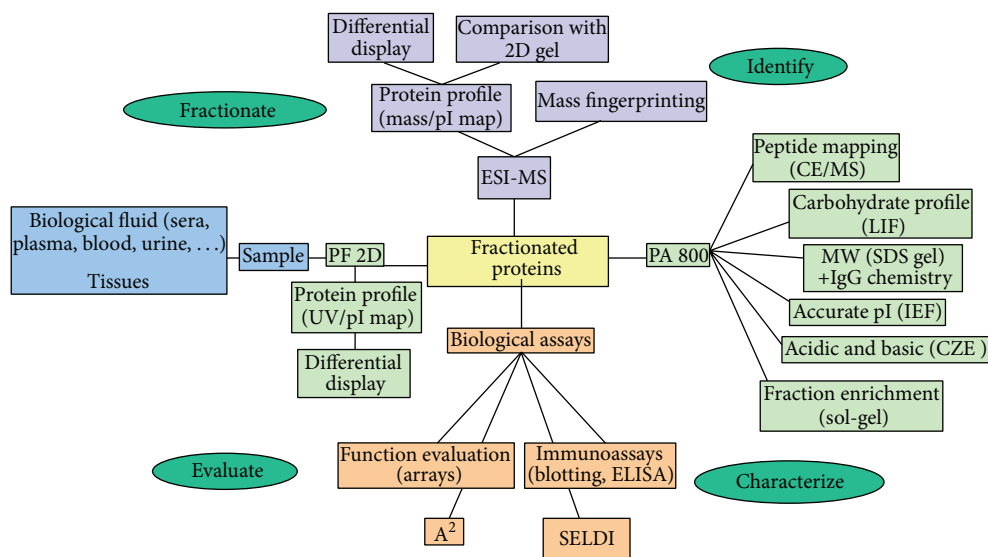 Differential
display
Comparison with
2D gel
Identify
Fractionate
Protein profile
(mass/pI map)
Mass fingerprinting
Peptide mapping
(CE/MS)
ESI-MS
Carbohydrate profile
(LIF)
Biological fluid (sera,
plasma, blood, urine, . . .)
Tissues
Sample
PF 2D
Fractionated
proteins
PA 800
MW (SDS gel)
+IgG chemistry
Protein profile
(UV/pI map)
Accurate pI (IEF)
Biological assays
Acidic and basic (CZE )
Differential
display
Fraction enrichment
(sol-gel)
Evaluate
Function evaluation
(arrays)
Immunoassays
(blotting, ELISA)
Characterize
A²
SELDI